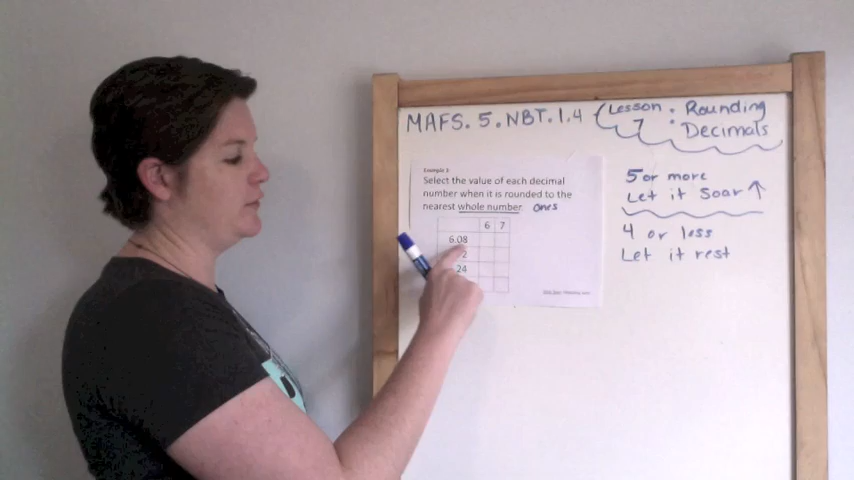 MAFS.5.NBT.1.4
Lesson 7
: Rounding
: Decimals
Example 2
Select the value of each decimal
number when it is rounded to the
nearest whole number ones
6 7
6.08
2
24
5 or more
Let it Soar ↑
4 or less
Let it rest